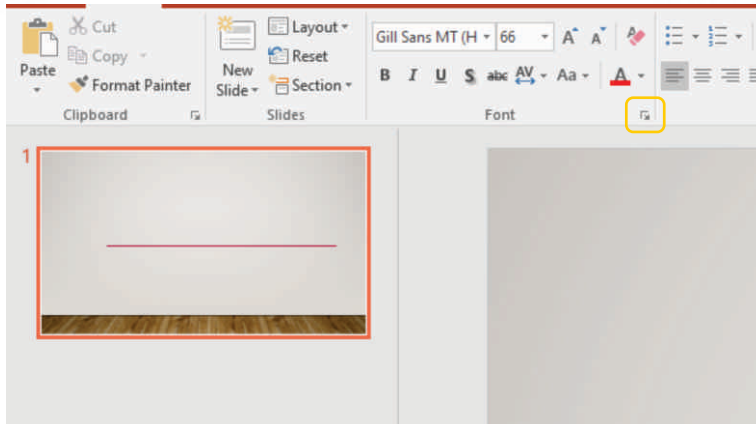 Cut
Copy
Format Painter
Paste
Clipboard
New
Slide
Layout
Reset
Section
Slides
Gill Sans MT (H 66 A A
B I U S abc AV Aa A
Font
1